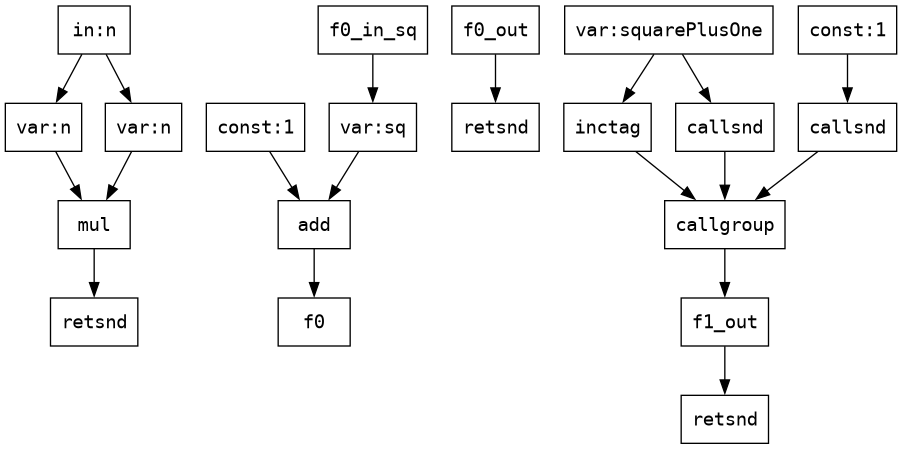 in:n
f0_in_sq
f0_out
var:squarePlusOne
const:1
var:n
var:n
const:1
var:sq
retsnd
inctag
callsnd
callsnd
mul
add
callgroup
retsnd
f0
f1_out
retsnd